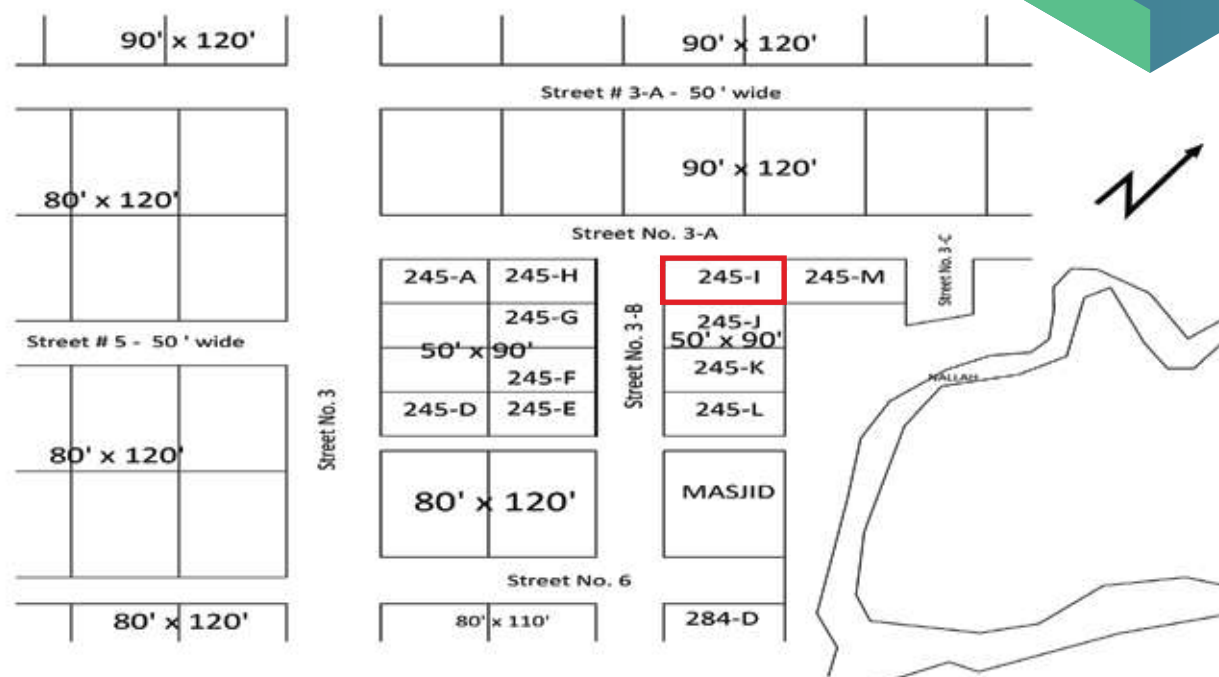 90' x 120'
90' x 120'
Street # 3-A - 50 ' wide
80' x 120'
90' x 120'
Street No. 3-A
245-A
245-H
245-I
245-M
Street No. 3-C
245-G
245-J
Street # 5 - 50 ' wide
50' x 90'
Street No. 3 -B
50' x 90'
245-F
245-K
NALLAH
245-D
245-E
245-L
Street No. 3
80' x 120'
80' x 120'
MASJID
Street No. 6
80' x 120'
80' x 110'
284-D